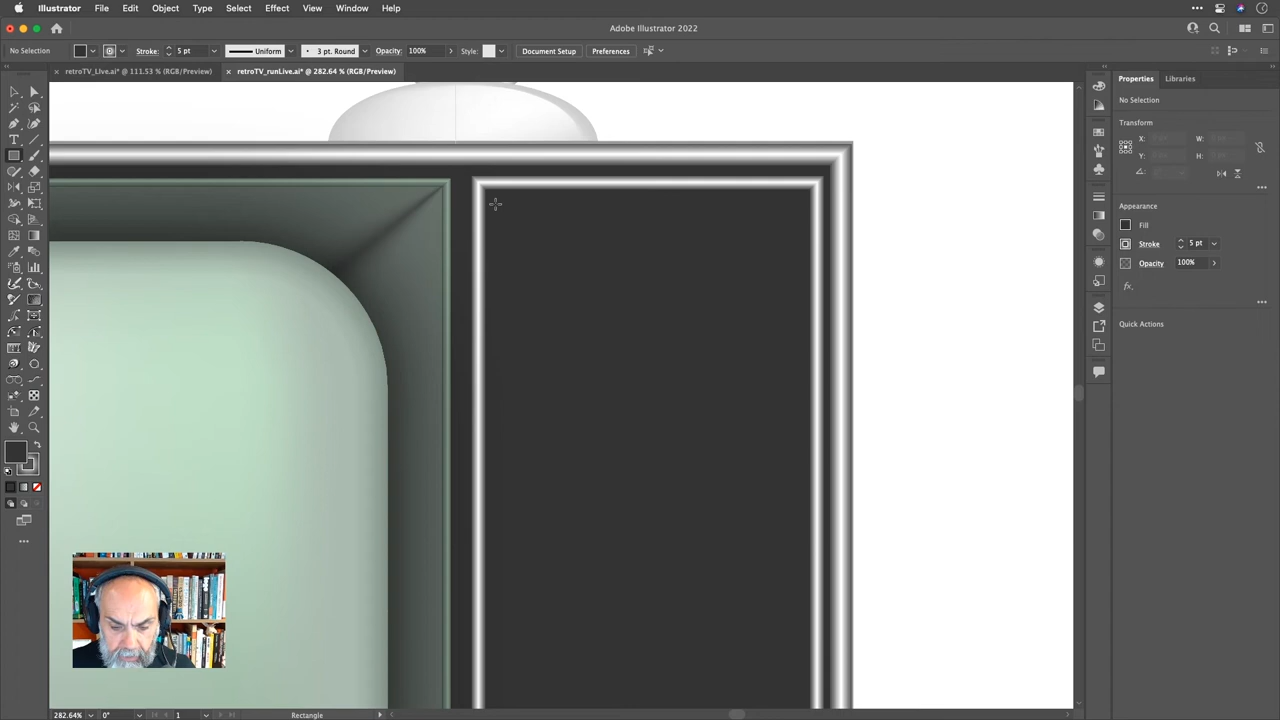 Illustrator File Edit Object Type Select Effect View Window Help
Adobe Illustrator 2022
No Selection Stroke: 5 pt Uniform 3 pt. Round Opacity: 100% Style: Document Setup Preferences
× retroTV_Live.ai* @ 111.53 % (RGB/Preview) × retroTV_runLive.ai* @ 282.64 % (RGB/Preview)
Properties Libraries
No Selection
Transform
X: W:
Y: H:
Appearance
Fill
Stroke 5 pt
Opacity 100%
fx.
Quick Actions
282.64% 0° 1 Rectangle